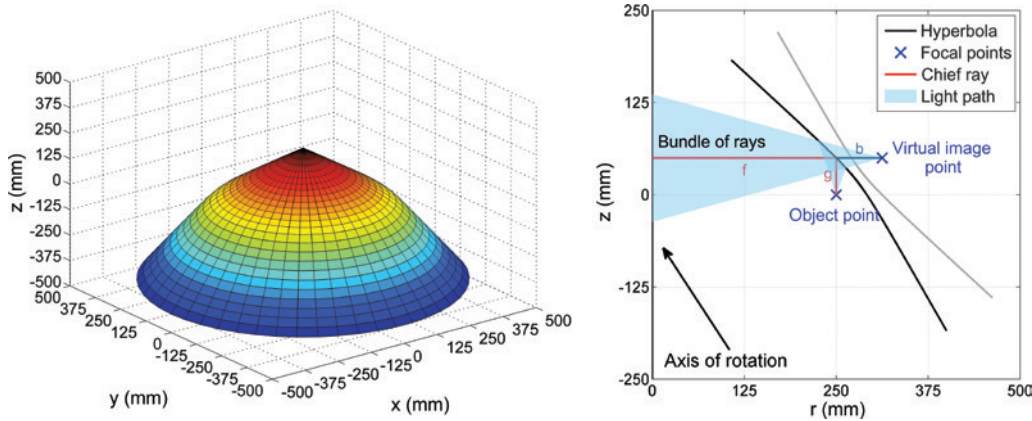 500
375
250
125
0
-125
-250
-375
-500
z (mm)
500
375
250
125
0
-125
-250
-375
-500
y (mm)
-500
-375
-250
-125
0
125
250
375
500
x (mm)
250
125
0
-125
-250
z (mm)
Hyperbola
Focal points
Chief ray
Light path
Bundle of rays
b
Virtual image
point
f
g
Object point
Axis of rotation
0
125
250
375
500
r (mm)